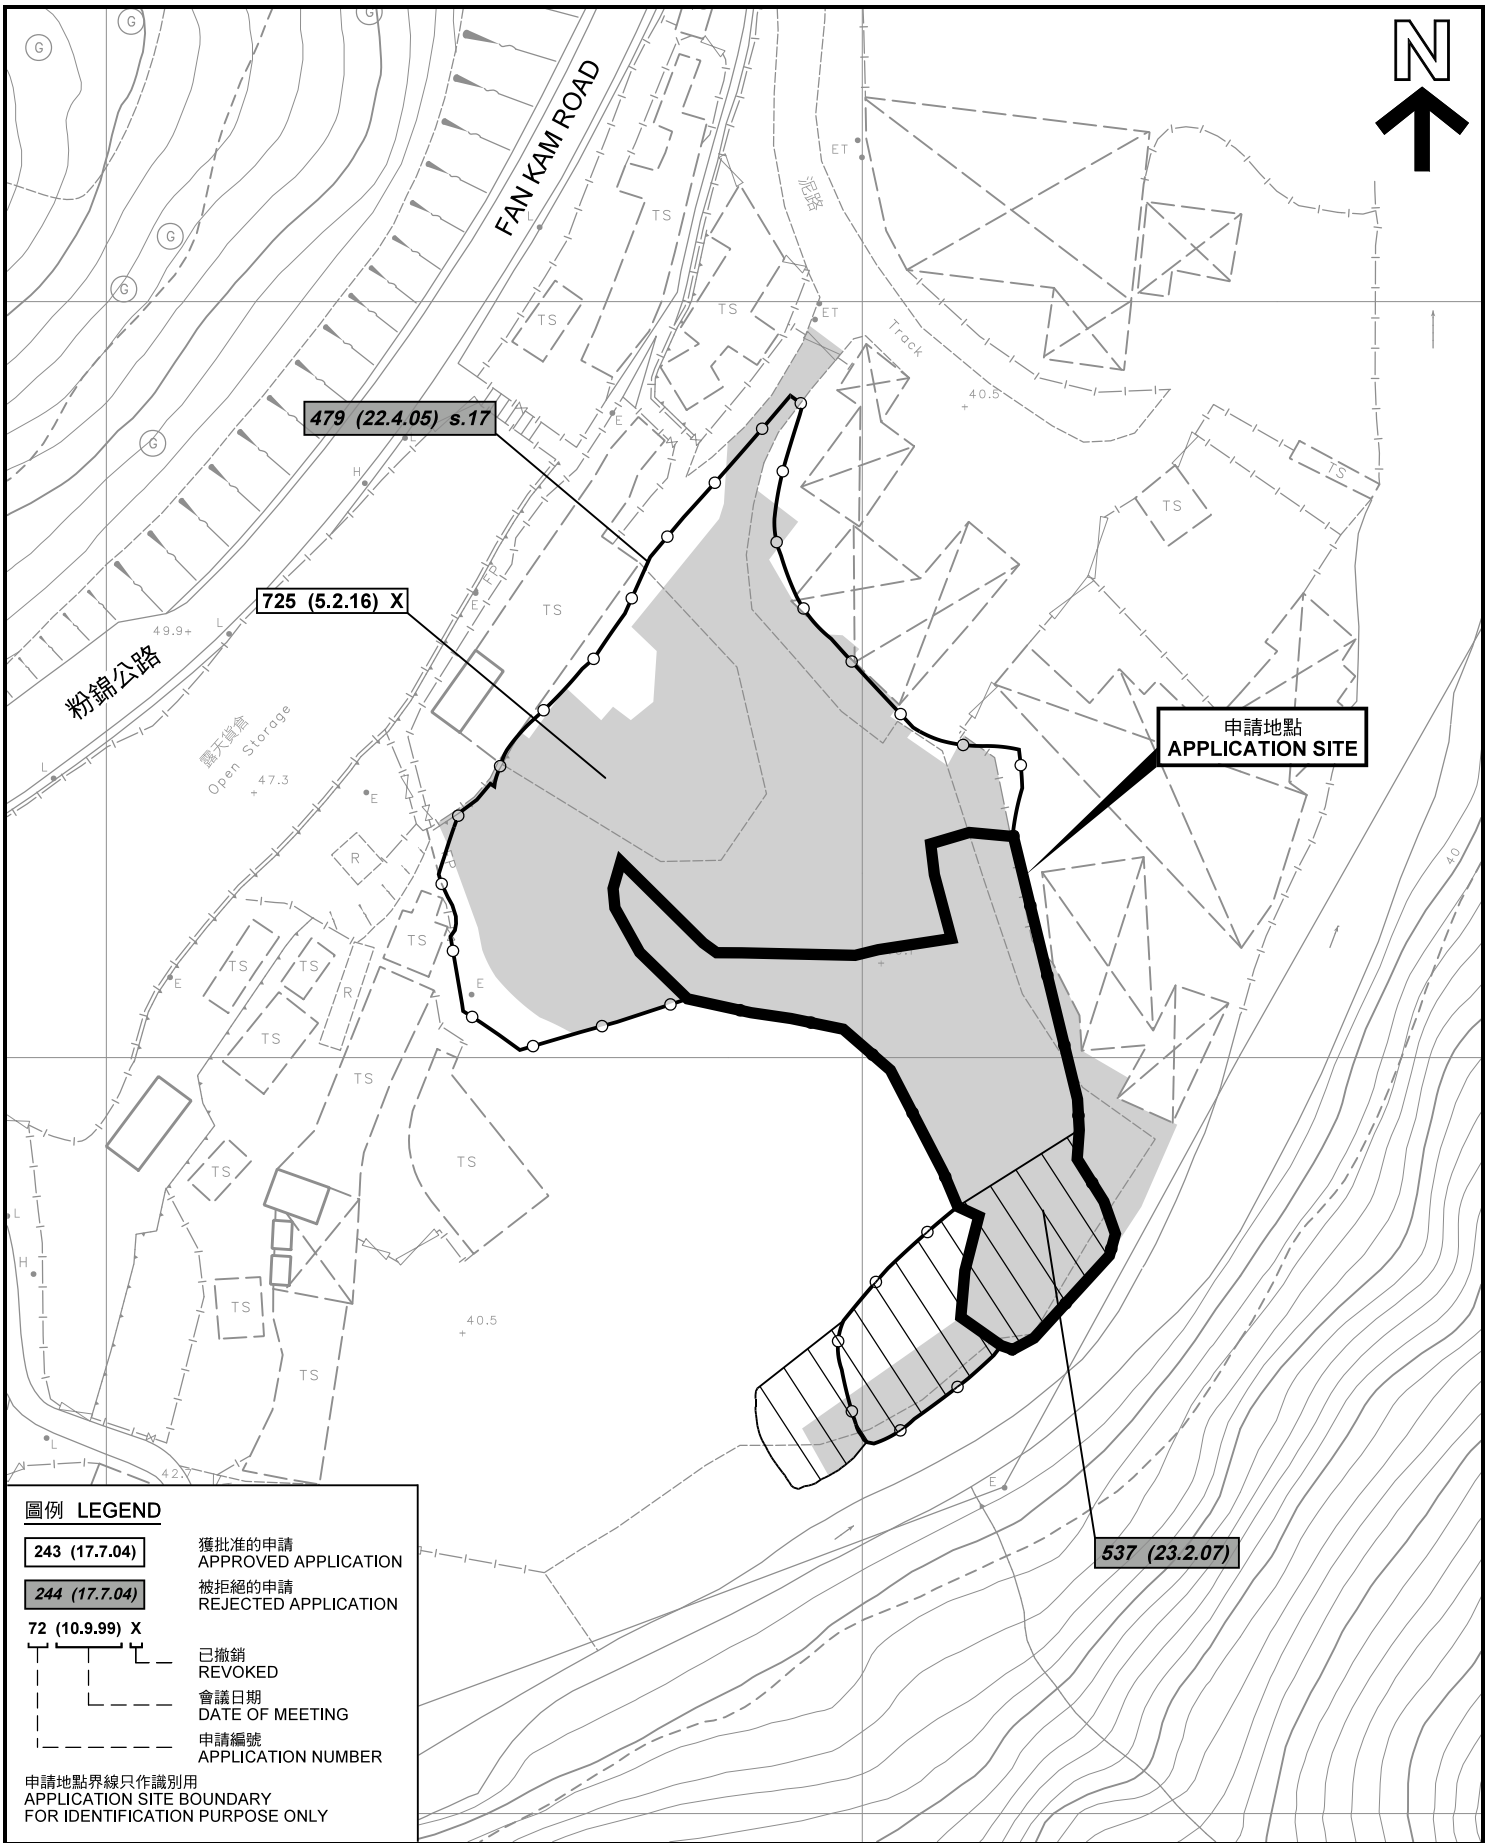 G
G
G
N
FAN KAM ROAD
ET
泥路
L
TS
G
G
TS
TS
ET
Track
40.5
479 (22.4.05) s.17
E
L
G
H
TS
TS
725 (5.2.16) X
FP
E
TS
49.9
L
粉錦公路
露天貨倉
Open Storage
47.3
E
L
申請地點
APPLICATION SITE
R
P
40
TS
TS
TS
E
R
E
TS
TS
TS
TS
L
H
TS
40.5
TS
L
42.7
E
537 (23.2.07)
圖例 LEGEND
243 (17.7.04)
獲批准的申請
APPROVED APPLICATION
244 (17.7.04)
被拒絕的申請
REJECTED APPLICATION
72 (10.9.99) X
已撤銷
REVOKED
會議日期
DATE OF MEETING
申請編號
APPLICATION NUMBER
申請地點界線只作識別用
APPLICATION SITE BOUNDARY
FOR IDENTIFICATION PURPOSE ONLY